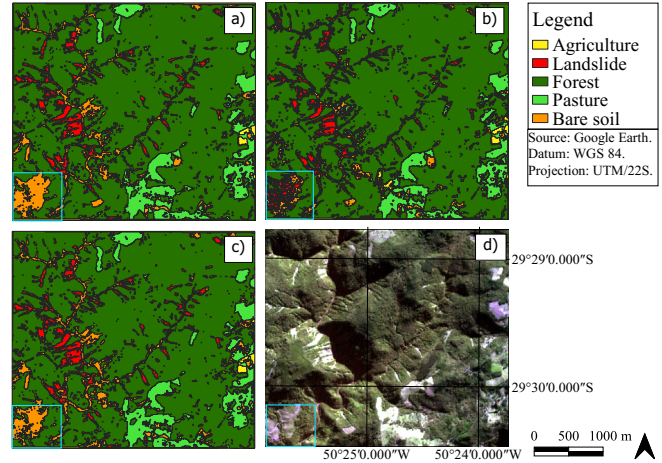 a)
b)
Legend
Agriculture
Landslide
Forest
Pasture
Bare soil
Source: Google Earth.
Datum: WGS 84.
Projection: UTM/22S.
c)
d)
29°29′0.000″S
29°30′0.000″S
50°25′0.000″W 50°24′0.000″W
0 500 1000 m